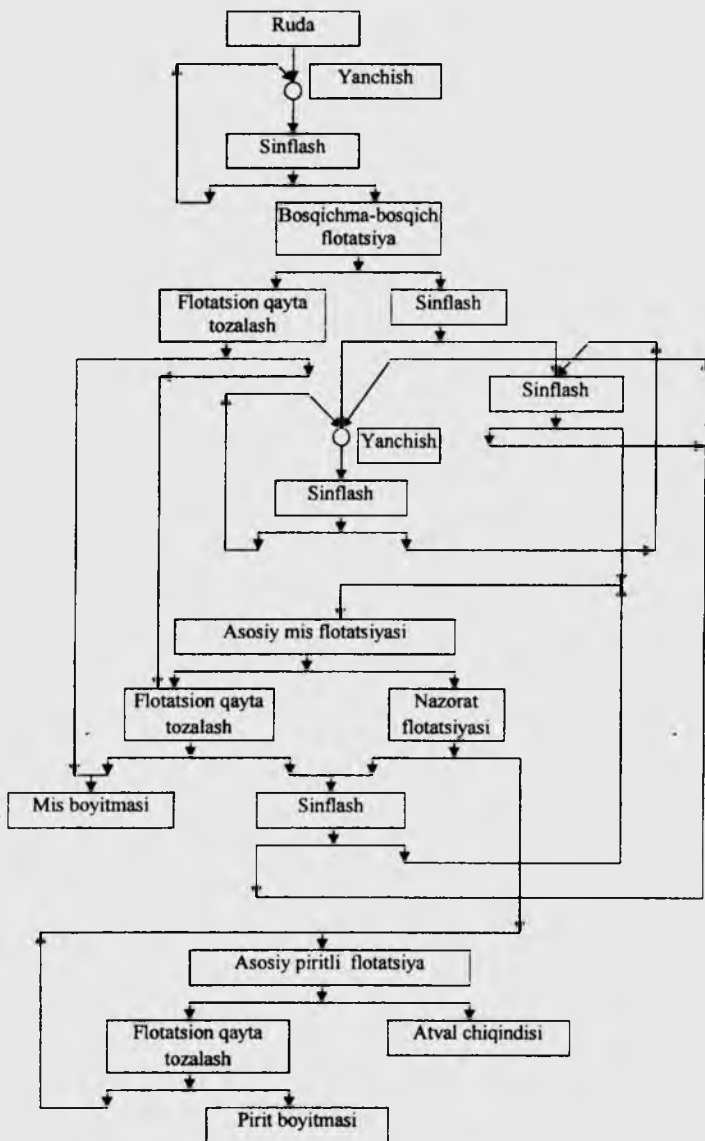 Ruda
Yanchish
Sinflash
Bosqichma-bosqich
flotatsiya
Flotatsion qayta
tozalash
Sinflash
Sinflash
Yanchish
Sinflash
Asosiy mis flotatsiyasi
Flotatsion qayta
tozalash
Nazorat
flotatsiyasi
Mis boyitmasi
Sinflash
Asosiy piritli flotatsiya
Flotatsion qayta
tozalash
Atval chiqindisi
Pirit boyitmasi